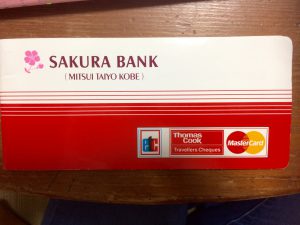 SAKURA BANK
(MITSUI TAIYO KOBE)
Thomas
Cook
Travellers Cheques
MasterCard